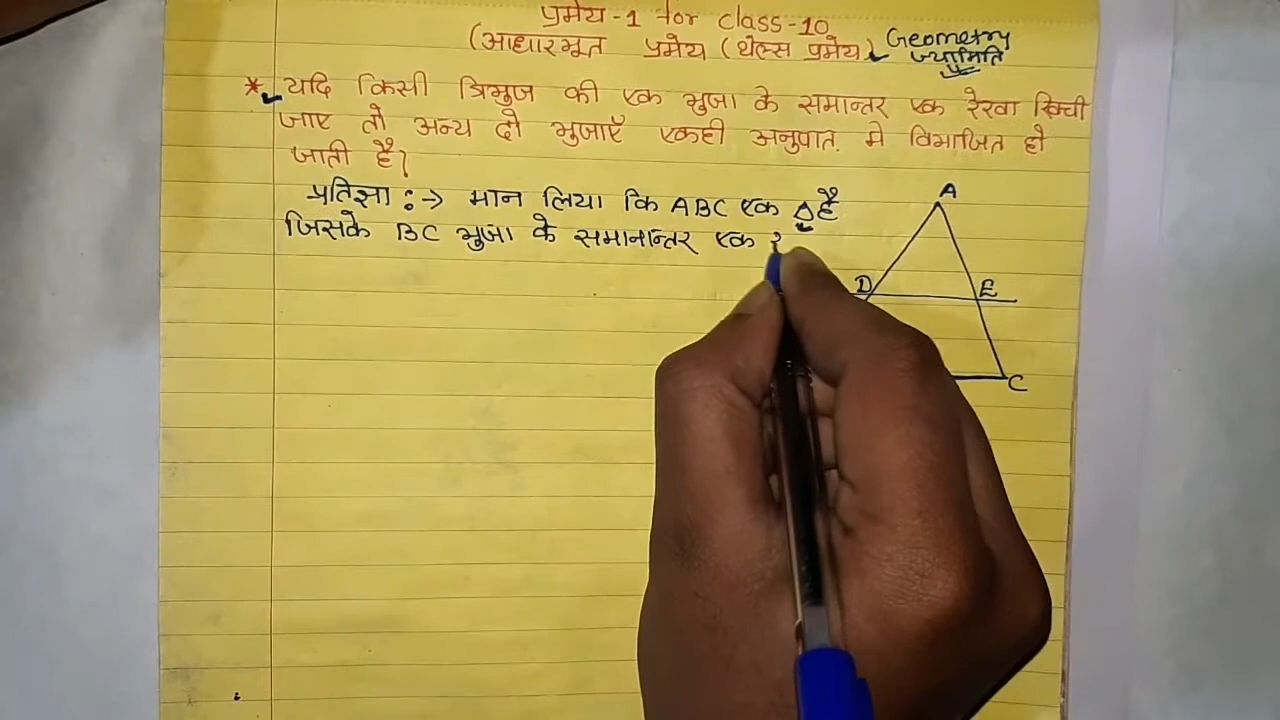 प्रमेय-1 for class-10
(आधारभूत प्रमेय (थेल्स प्रमेय) Geometry
ज्यामिति
* यदि किसी त्रिभुज की एक भुजा के समान्तर एक रेखा खिची
जाए तो अन्य दो भुजाएँ एकही अनुपात. मे विभाजित हो
जाती है।
प्रतिज्ञा :→ मान लिया कि ABC एक △ है
जिसके BC भुजा के समानान्तर एक
A
D E
C